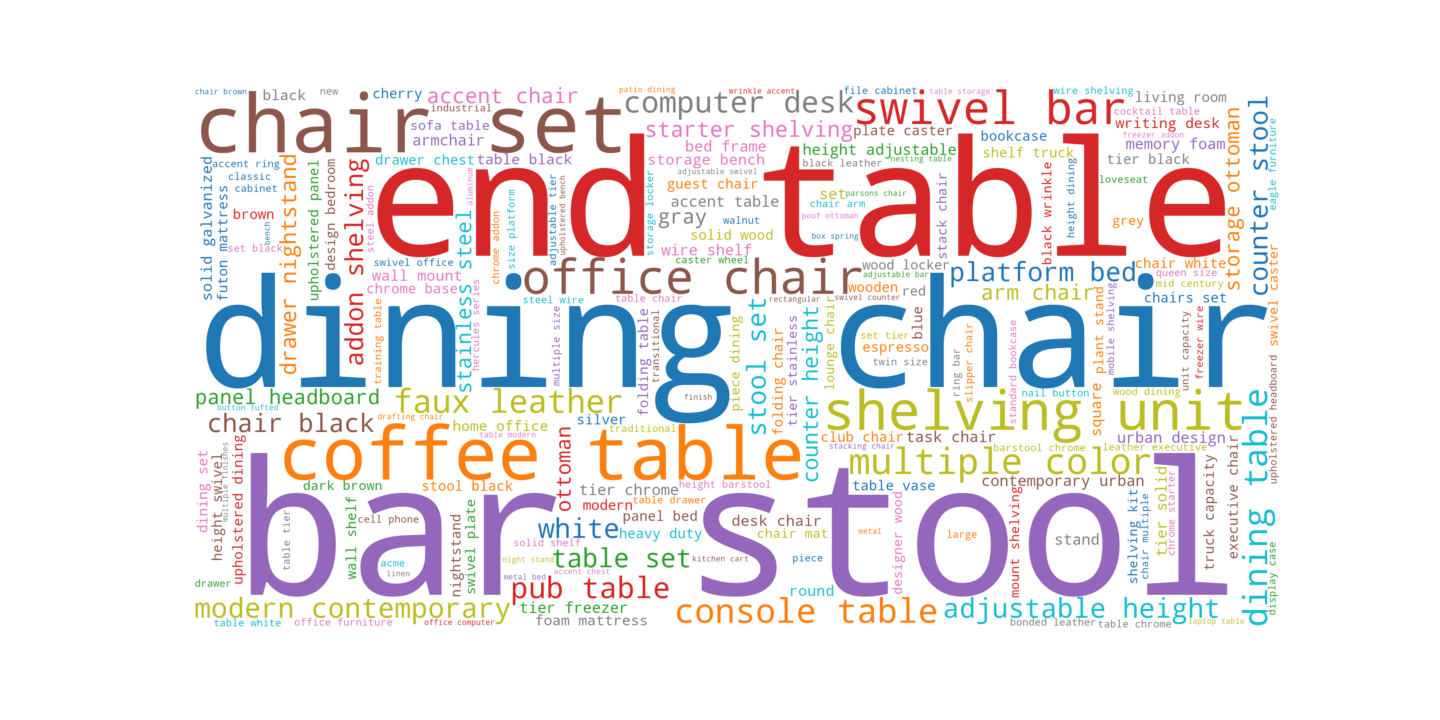 chair brown
black
new
cherry
accent chair
industrial
patio dining
wrinkle accent
computer desk
file cabinet
table storage
swivel bar
wire shelving
living room
cocktail table
writing desk
freezer addon
memory foam
tier black
counter stool
eagle furniture
storage ottoman
chair set
sofa table
armchair
starter shelving
plate caster
bookcase
bed frame
height adjustable
shelf truck
storage bench
black leather
nesting table
adjustable swivel
drawer chest
table black
accent ring
classic
cabinet
solid galvanized
futon mattress
brown
set black
bench
drawer nightstand
upholstered panel
design bedroom
addon shelving
steel addon
end table
aluminum
guest chair
set
parsons chair
accent table
chair arm
gray
pouf ottoman
walnut
solid wood
box spring
wire shelf
caster wheel
storage locker
upholstered bench
adjustable tier
size platform
chrome addon
stainless steel
hercules series
stack chair
black wrinkle
height dining
loveseat
grey
chair white
queen size
mid century
chairs set
swivel caster
swivel office
wall mount
chrome base
office chair
wood locker
adjustable bar
platform bed
arm chair
wooden
red
steel wire
table chair
rectangular
swivel counter
training table
dining chair
multiple size
folding table
transitional
finish
piece dining
stool set
folding chair
tier stainless
counter height
lounge chair
set tier
espresso
blue
twin size
ring bar
slipper chair
standard bookcase
mobile shelving
square plant stand
unit capacity
freezer wire
upholstered headboard
panel headboard
button tufted
faux leather
drafting chair
nail button
wood dining
shelving unit
chair black
home office
table modern
silver
traditional
club chair
task chair
stacking chair
barstool chrome
leather executive
urban design
coffee table
multiple color
contemporary urban
dining table
dining set
height swivel
multiple finishes
upholstered dining
dark brown
stool black
ottoman
tier chrome
height barstool
modern
table drawer
panel bed
table vase
bar stool
table tier
wall shelf
cell phone
acme
linen
nightstand
swivel plate
white
heavy duty
desk chair
chair mat
metal
large
stand
solid shelf
night stand
table set
kitchen cart
piece
designer wood
mount shelving
shelving kit
chair multiple
tier solid
chrome starter
truck capacity
executive chair
display case
drawer
metal bed
accent chest
pub table
round
modern contemporary
tier freezer
console table
adjustable height
table white
office furniture
office computer
foam mattress
bonded leather
table chrome
laptop table